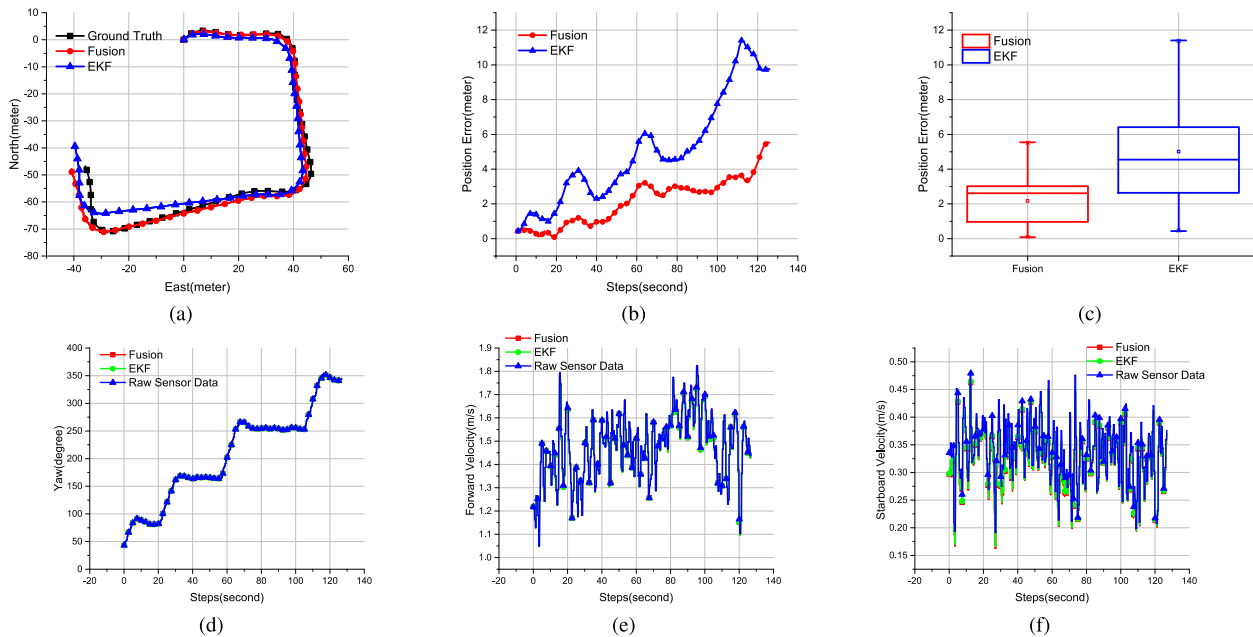 10
0
-10
-20
-30
-40
-50
-60
-70
-80
North(meter)
-40 -20 0 20 40 60
East(meter)
Ground Truth
Fusion
EKF
(a)
12
10
8
6
4
2
0
Position Error(meter)
0 20 40 60 80 100 120 140
Steps(second)
Fusion
EKF
(b)
12
10
8
6
4
2
0
Position Error(meter)
Fusion EKF
Fusion
EKF
(c)
400
350
300
250
200
150
100
50
0
Yaw(degree)
-20 0 20 40 60 80 100 120 140
Steps(second)
Fusion
EKF
Raw Sensor Data
(d)
1.9
1.8
1.7
1.6
1.5
1.4
1.3
1.2
1.1
1.0
Forward Velocity(m/s)
-20 0 20 40 60 80 100 120 140
Steps(second)
Fusion
EKF
Raw Sensor Data
(e)
0.50
0.45
0.40
0.35
0.30
0.25
0.20
0.15
Starboard Velocity(m/s)
-20 0 20 40 60 80 100 120 140
Steps(second)
Fusion
EKF
Raw Sensor Data
(f)